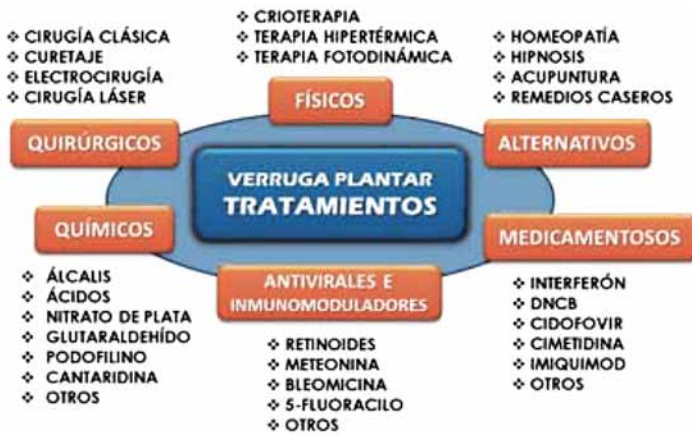 ❖ CRIOTERAPIA
❖ TERAPIA HIPERTÉRMICA
❖ TERAPIA FOTODINÁMICA
FÍSICOS
❖ CIRUGÍA CLÁSICA
❖ CURETAJE
❖ ELECTROCIRUGÍA
❖ CIRUGÍA LÁSER
QUIRÚRGICOS
❖ HOMEOPATÍA
❖ HIPNOSIS
❖ ACUPUNTURA
❖ REMEDIOS CASEROS
ALTERNATIVOS
VERRUGA PLANTAR
TRATAMIENTOS
QUÍMICOS
❖ ÁLCALIS
❖ ÁCIDOS
❖ NITRATO DE PLATA
❖ GLUTARALDEHÍDO
❖ PODOFILINO
❖ CANTARIDINA
❖ OTROS
ANTIVIRALES E
INMUNOMODULADORES
❖ RETINOIDES
❖ METEONINA
❖ BLEOMICINA
❖ 5-FLUORACILO
❖ OTROS
MEDICAMENTOSOS
❖ INTERFERÓN
❖ DNCB
❖ CIDOFOVIR
❖ CIMETIDINA
❖ IMIQUIMOD
❖ OTROS